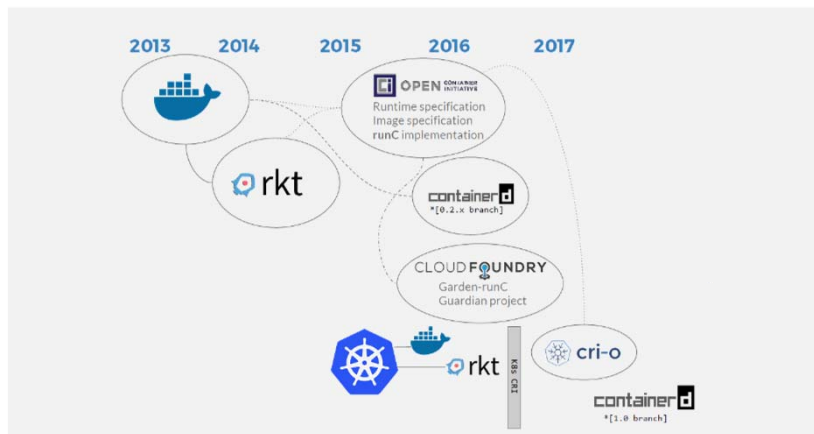 2013 2014 2015 2016 2017
Ci OPEN CONTAINER INITIATIVE
Runtime specification
Image specification
runC implementation
rkt
containerd
*[0.2.x branch]
CLOUD FOUNDRY
Garden-runC
Guardian project
rkt
K8s CRI
cri-o
containerd
*[1.0 branch]